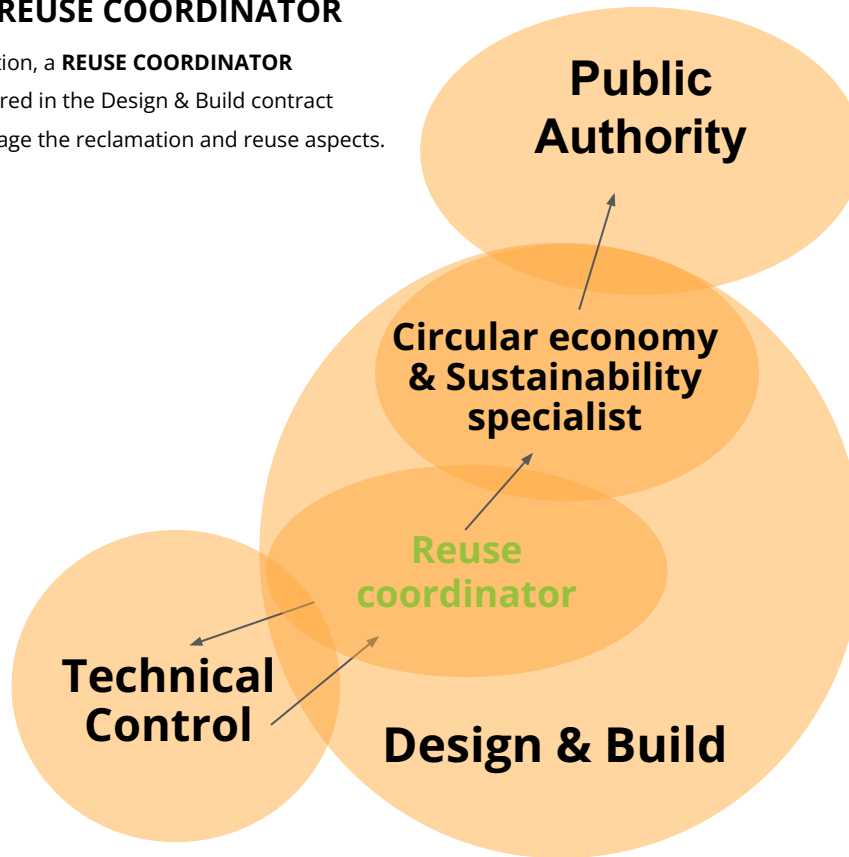 REUSE COORDINATOR
tion, a REUSE COORDINATOR
red in the Design & Build contract
age the reclamation and reuse aspects.
Public
Authority
Circular economy
& Sustainability
specialist
Reuse
coordinator
Technical
Control
Design & Build